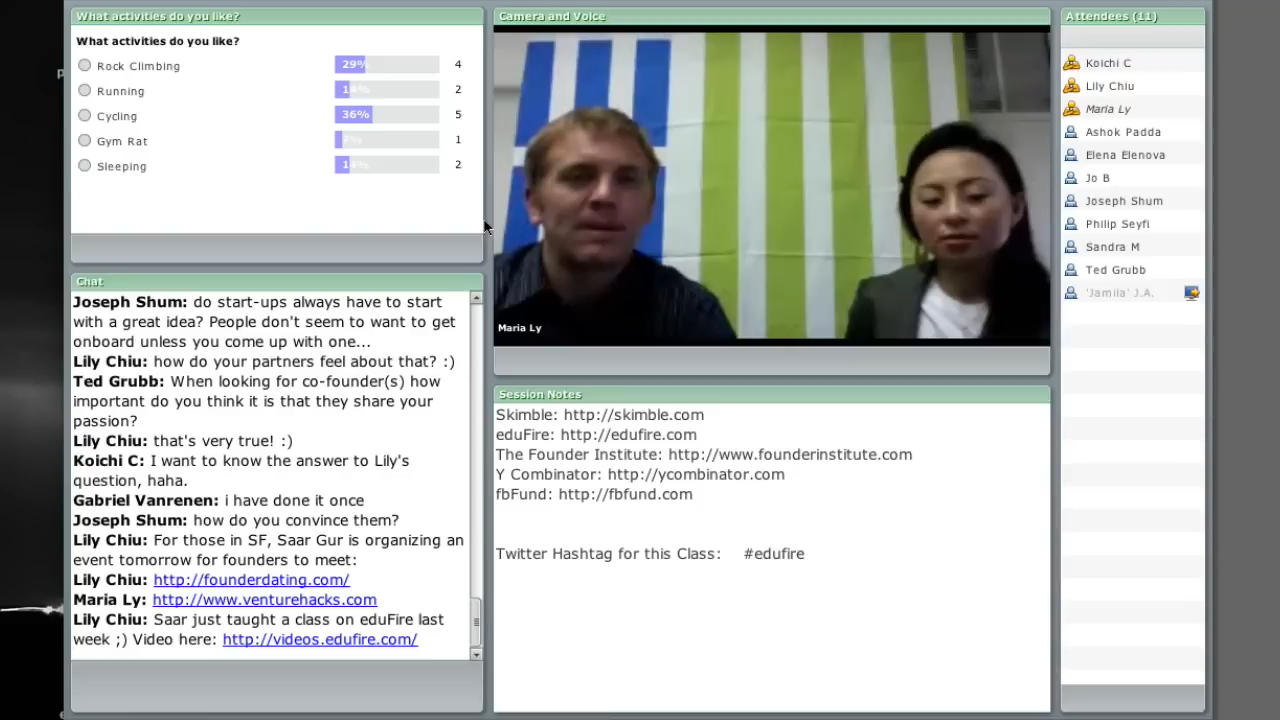 What activities do you like?
What activities do you like?
Rock Climbing 29% 4
Running 14% 2
Cycling 36% 5
Gym Rat 7% 1
Sleeping 14% 2
Chat
Joseph Shum: do start-ups always have to start
with a great idea? People don't seem to want to get
onboard unless you come up with one...
Lily Chiu: how do your partners feel about that? :)
Ted Grubb: When looking for co-founder(s) how
important do you think it is that they share your
passion?
Lily Chiu: that's very true! :)
Koichi C: I want to know the answer to Lily's
question, haha.
Gabriel Vanrenen: i have done it once
Joseph Shum: how do you convince them?
Lily Chiu: For those in SF, Saar Gur is organizing an
event tomorrow for founders to meet:
Lily Chiu: http://founderdating.com/
Maria Ly: http://www.venturehacks.com
Lily Chiu: Saar just taught a class on eduFire last
week ;) Video here: http://videos.edufire.com/
Camera and Voice
Maria Ly
Session Notes
Skimble: http://skimble.com
eduFire: http://edufire.com
The Founder Institute: http://www.founderinstitute.com
Y Combinator: http://ycombinator.com
fbFund: http://fbfund.com
Twitter Hashtag for this Class: #edufire
Attendees (11)
Koichi C
Lily Chiu
Maria Ly
Ashok Padda
Elena Elenova
Jo B
Joseph Shum
Philip Seyfi
Sandra M
Ted Grubb
'Jamila' J.A.